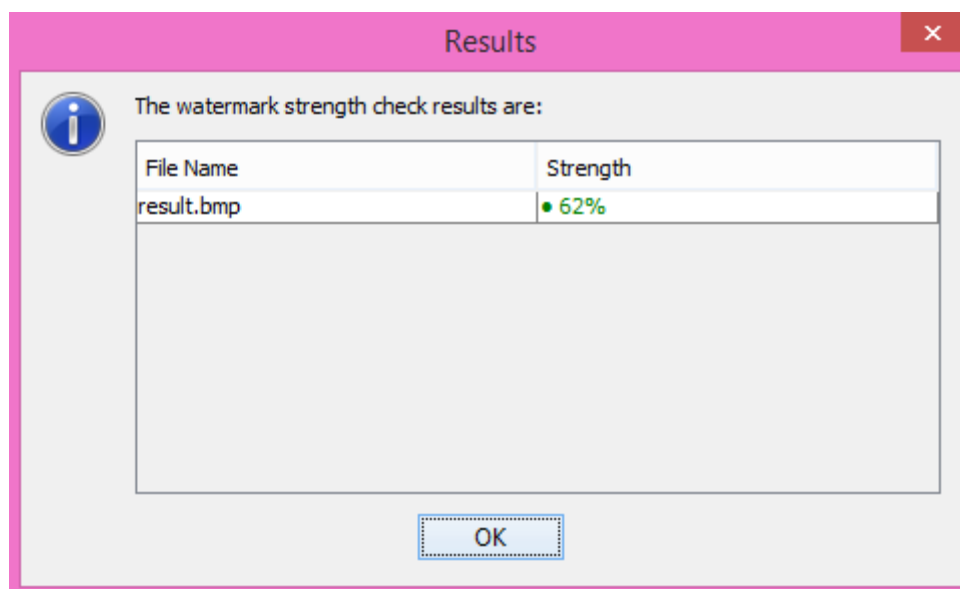 Results
The watermark strength check results are:
File Name Strength
result.bmp ● 62%
OK